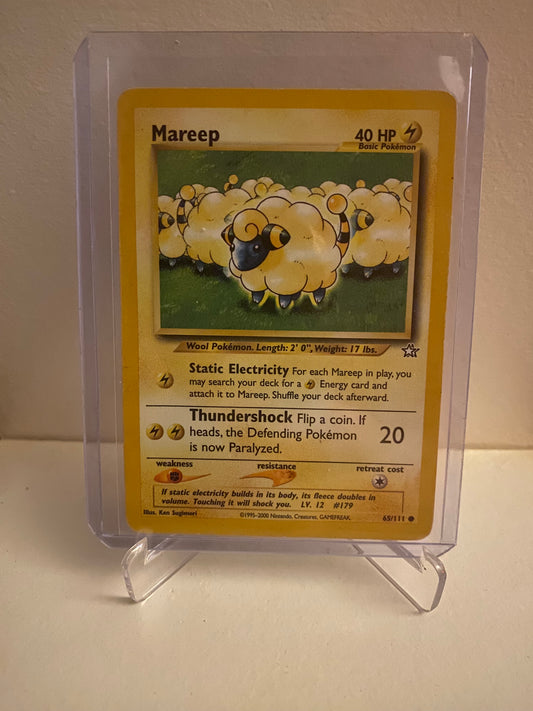 Mareep 40 HP
Basic Pokémon
Wool Pokémon. Length: 2' 0", Weight: 17 lbs.
Static Electricity For each Mareep in play, you
may search your deck for a Energy card and
attach it to Mareep. Shuffle your deck afterward.
Thundershock Flip a coin. If
heads, the Defending Pokémon
is now Paralyzed.
20
weakness resistance retreat cost
If static electricity builds in its body, its fleece doubles in
volume. Touching it will shock you. LV. 12 #179
Illus. Ken Sugimori ©1995-2000 Nintendo, Creatures, GAMEFREAK. 65/111